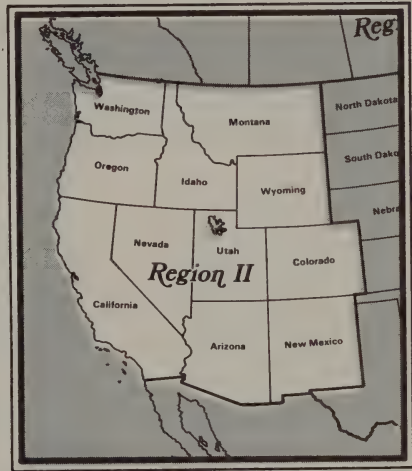 Reg
Washington
Montana
North Dakota
Oregon
Idaho
South Dako
Wyoming
Nebra
Nevada
Utah
Colorado
Region II
California
Arizona
New Mexico